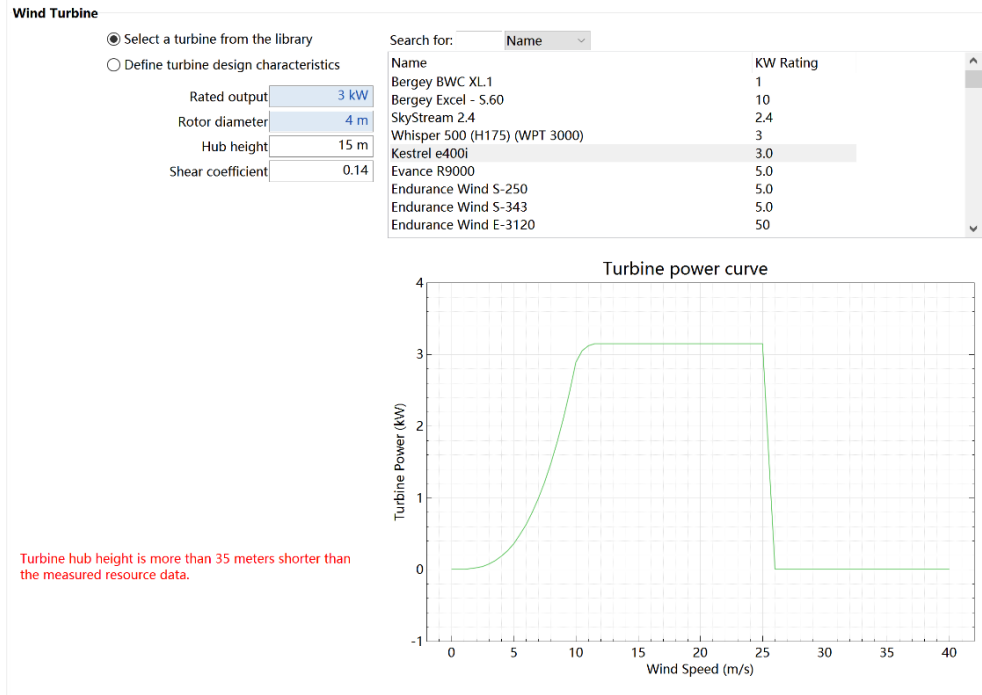 Wind Turbine
Select a turbine from the library
Define turbine design characteristics
Rated output 3 kW
Rotor diameter 4 m
Hub height 15 m
Shear coefficient 0.14
Search for: Name
Name KW Rating
Bergey BWC XL.1 1
Bergey Excel - S.60 10
SkyStream 2.4 2.4
Whisper 500 (H175) (WPT 3000) 3
Kestrel e400i 3.0
Evance R9000 5.0
Endurance Wind S-250 5.0
Endurance Wind S-343 5.0
Endurance Wind E-3120 50
Turbine power curve
4
3
2
1
0
-1
Turbine Power (kW)
0 5 10 15 20 25 30 35 40
Wind Speed (m/s)
Turbine hub height is more than 35 meters shorter than
the measured resource data.